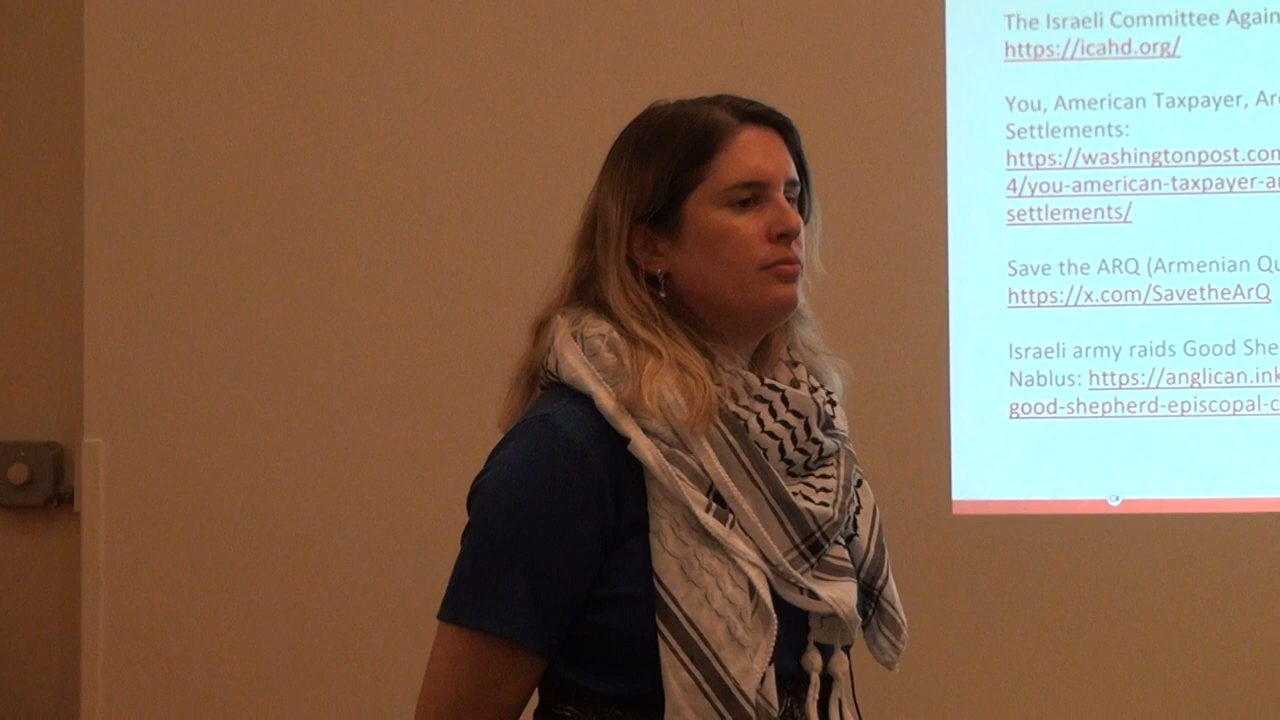 The Israeli Committee Again
https://icahd.org/
You, American Taxpayer, Ar
Settlements:
https://washingtonpost.com
4/you-american-taxpayer-ar
settlements/
Save the ARQ (Armenian Qu
https://x.com/SavetheArQ
Israeli army raids Good She
Nablus: https://anglican.ink
good-shepherd-episcopal-c